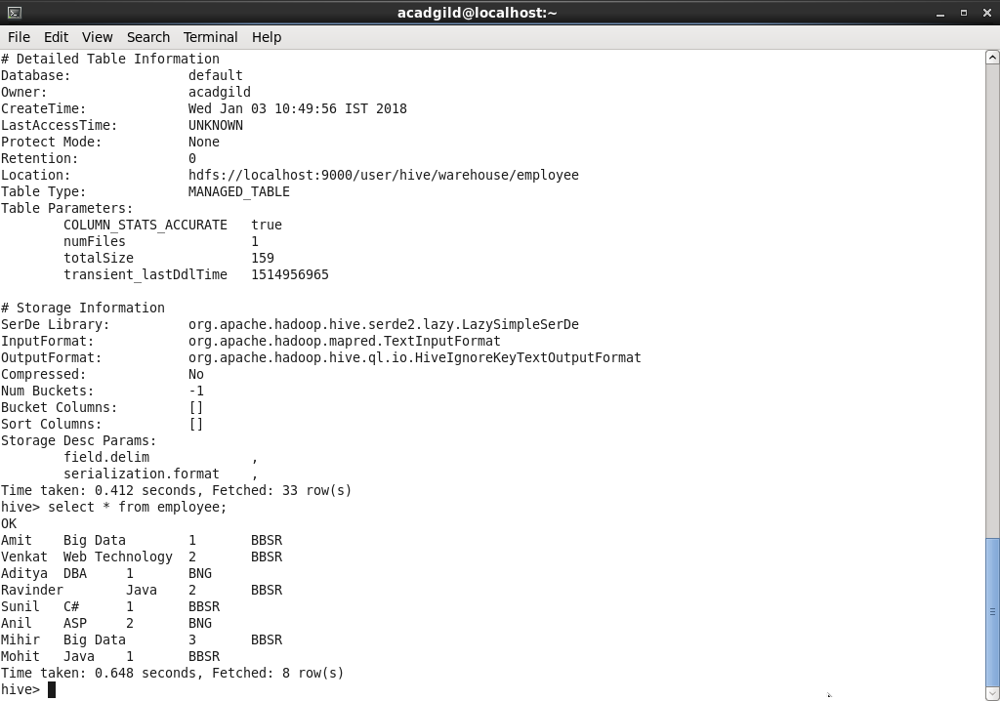 acadgild@localhost:~
File Edit View Search Terminal Help
# Detailed Table Information
Database:               default
Owner:                  acadgild
CreateTime:             Wed Jan 03 10:49:56 IST 2018
LastAccessTime:         UNKNOWN
Protect Mode:           None
Retention:              0
Location:               hdfs://localhost:9000/user/hive/warehouse/employee
Table Type:             MANAGED_TABLE
Table Parameters:
        COLUMN_STATS_ACCURATE   true
        numFiles                1
        totalSize               159
        transient_lastDdlTime   1514956965

# Storage Information
SerDe Library:          org.apache.hadoop.hive.serde2.lazy.LazySimpleSerDe
InputFormat:            org.apache.hadoop.mapred.TextInputFormat
OutputFormat:           org.apache.hadoop.hive.ql.io.HiveIgnoreKeyTextOutputFormat
Compressed:             No
Num Buckets:            -1
Bucket Columns:         []
Sort Columns:           []
Storage Desc Params:
        field.delim             ,
        serialization.format    ,
Time taken: 0.412 seconds, Fetched: 33 row(s)
hive> select * from employee;
OK
Amit    Big Data        1       BBSR
Venkat  Web Technology  2       BBSR
Aditya  DBA     1       BNG
Ravinder        Java    2       BBSR
Sunil   C#      1       BBSR
Anil    ASP     2       BNG
Mihir   Big Data        3       BBSR
Mohit   Java    1       BBSR
Time taken: 0.648 seconds, Fetched: 8 row(s)
hive>